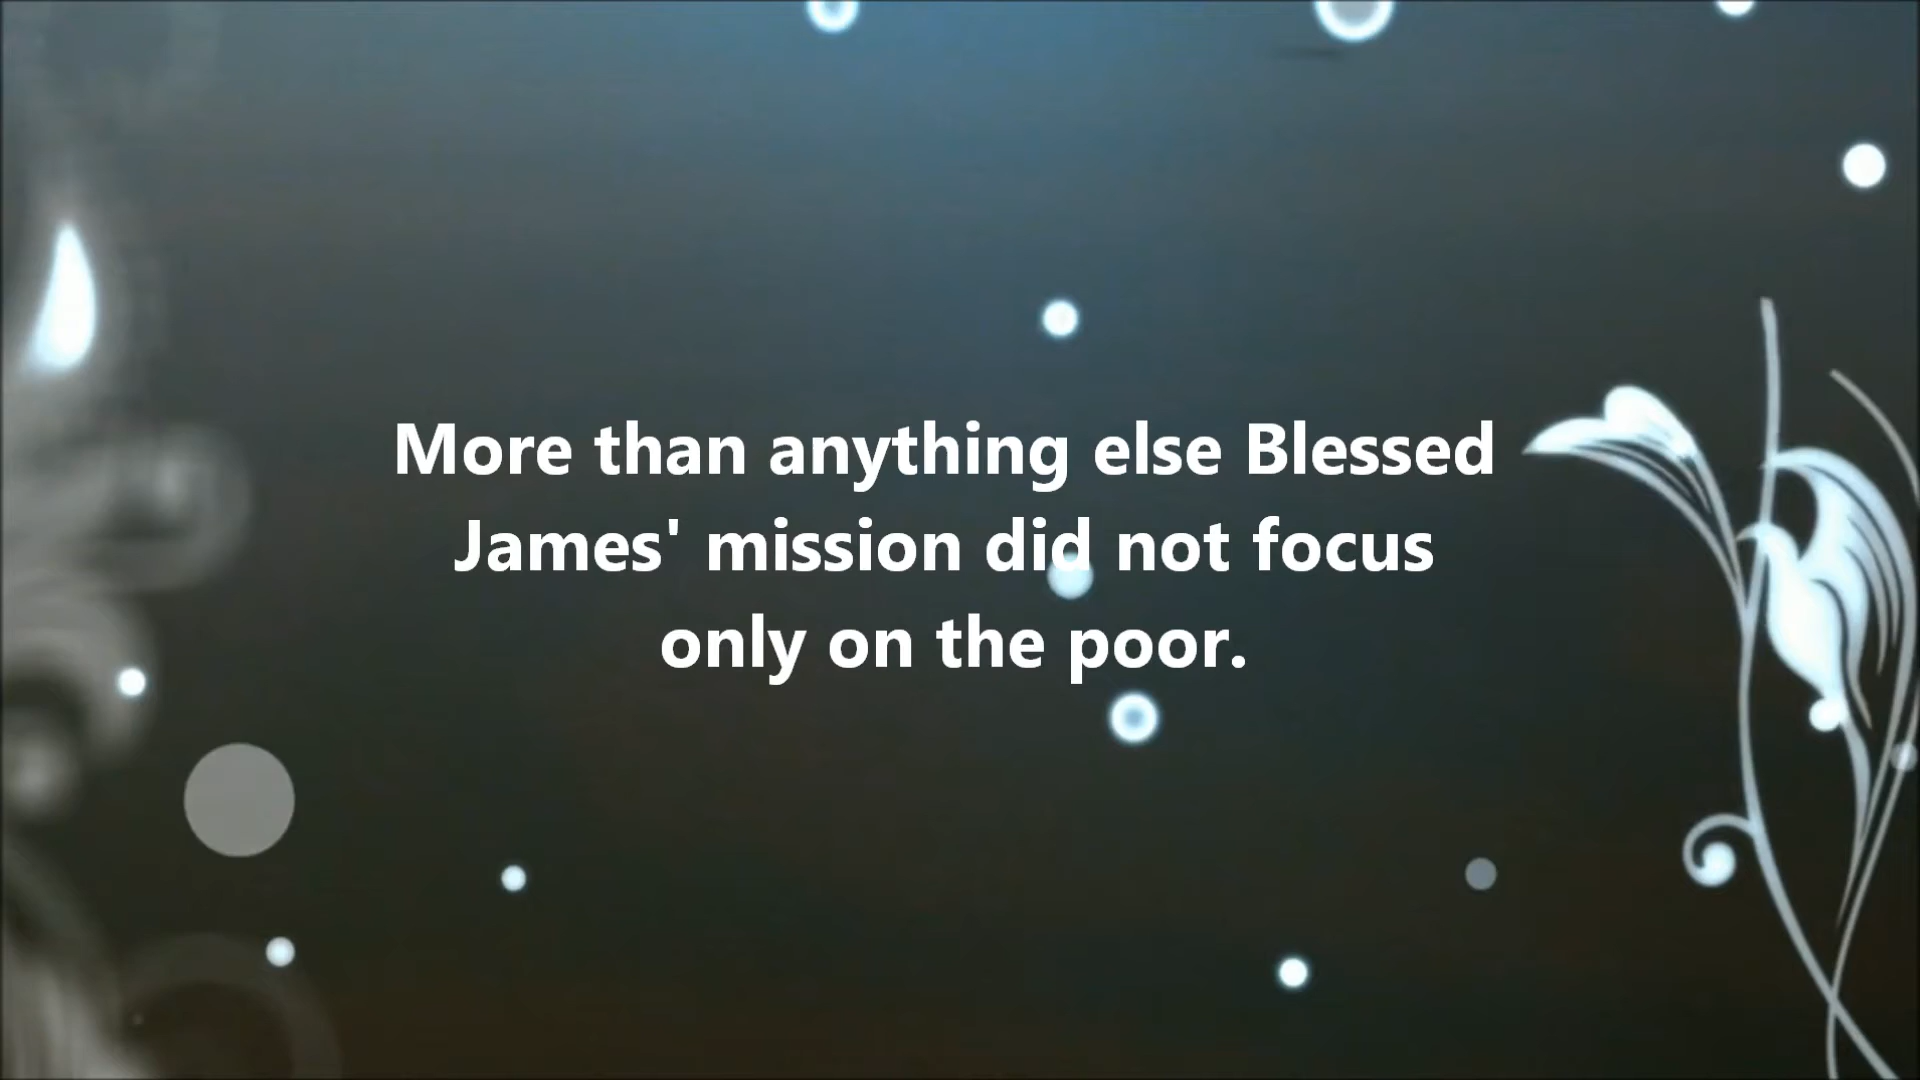 More than anything else Blessed
James' mission did not focus
only on the poor.